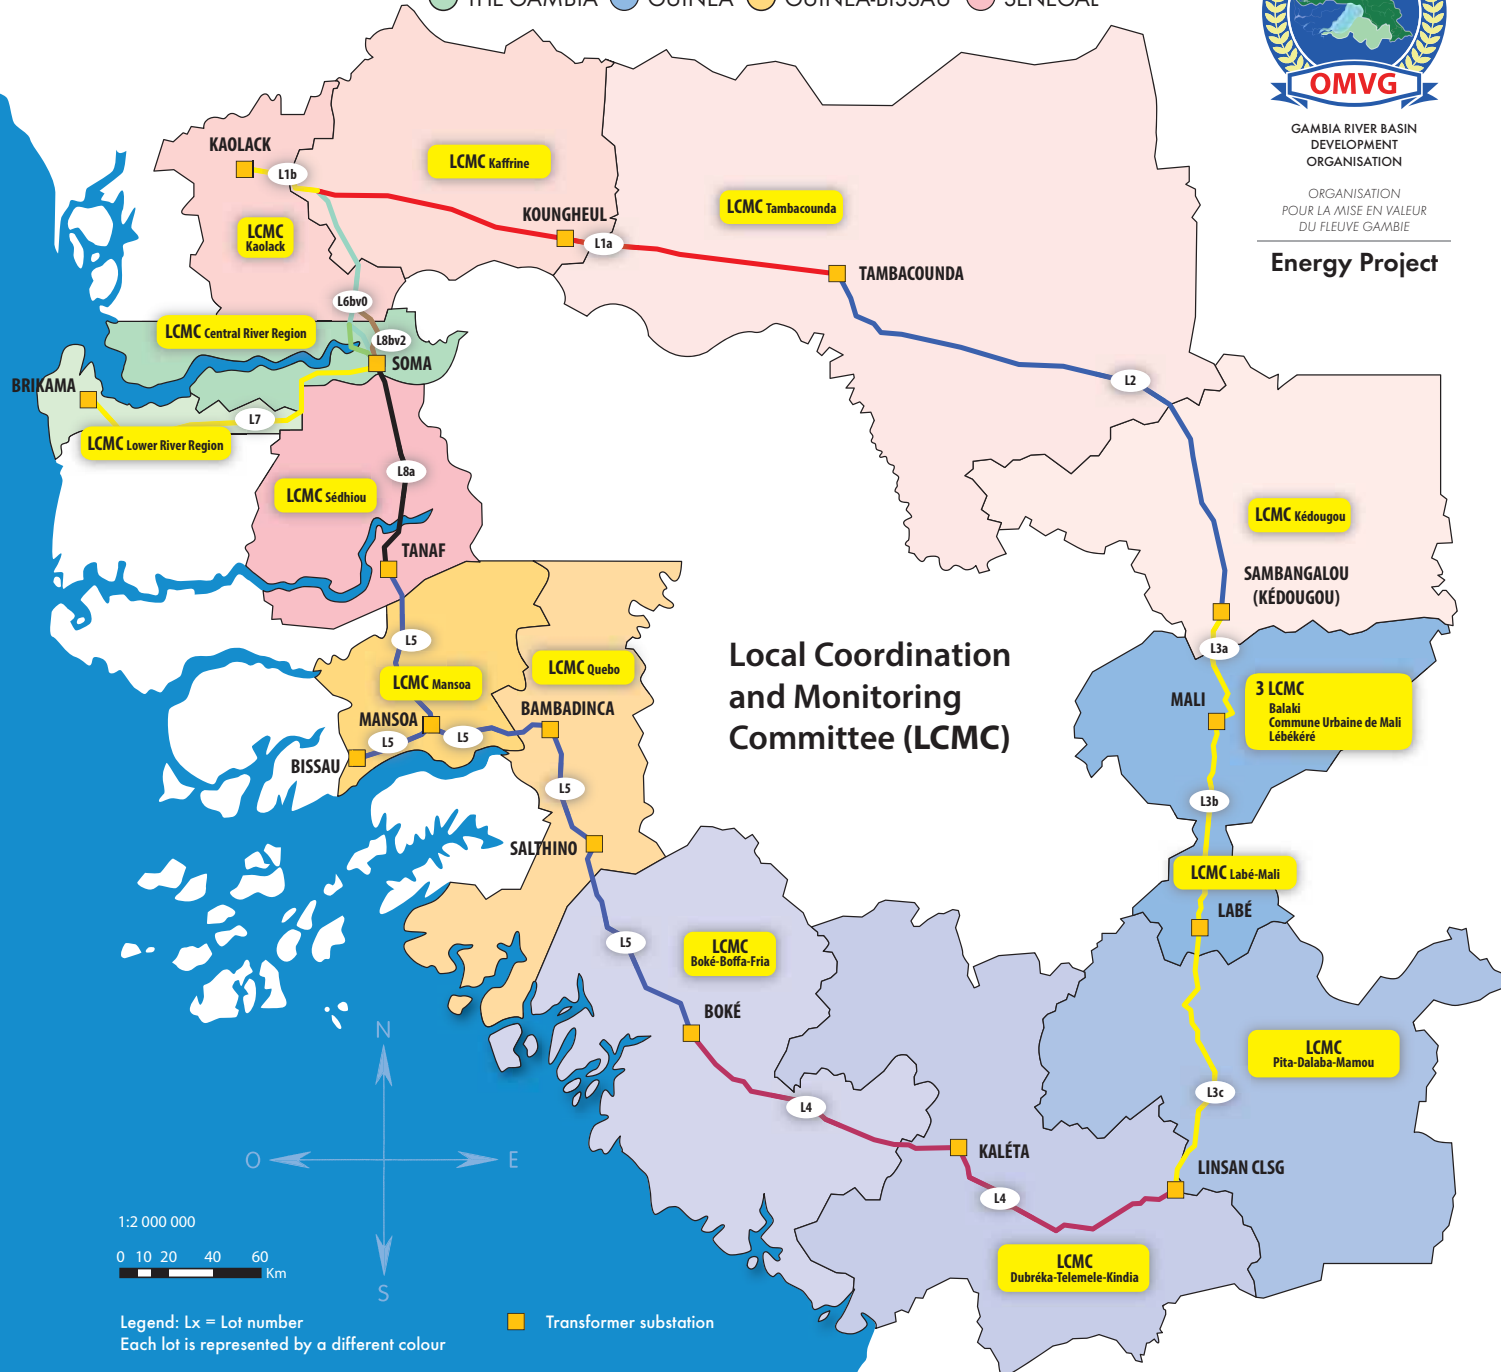 THE GAMBIA GUINEA GUINEA-BISSAU SENEGAL
OMVG
GAMBIA RIVER BASIN
DEVELOPMENT
ORGANISATION
ORGANISATION
POUR LA MISE EN VALEUR
DU FLEUVE GAMBIE
Energy Project
KAOLACK
L1b
LCMC Kaffrine
KOUNGHEUL
L1a
LCMC Tambacounda
TAMBACOUNDA
LCMC
Kaolack
L6bv0
LCMC Central River Region
L8bv2
SOMA
BRIKAMA
L7
LCMC Lower River Region
L2
L8a
LCMC Sédhiou
TANAF
LCMC Kédougou
SAMBANGALOU
(KÉDOUGOU)
L5
LCMC Mansoa
LCMC Quebo
MANSOA
BAMBADINCA
L5
L5
BISSAU
L5
SALTHINO
Local Coordination
and Monitoring
Committee (LCMC)
L3a
MALI
3 LCMC
Balaki
Commune Urbaine de Mali
Lébékéré
L3b
LCMC Labé-Mali
LABÉ
L5
LCMC
Boké-Boffa-Fria
BOKÉ
LCMC
Pita-Dalaba-Mamou
L3c
L4
KALÉTA
LINSAN CLSG
L4
LCMC
Dubréka-Telemele-Kindia
N
O
E
S
1:2 000 000
0 10 20 40 60
Km
Legend: Lx = Lot number
Each lot is represented by a different colour
Transformer substation